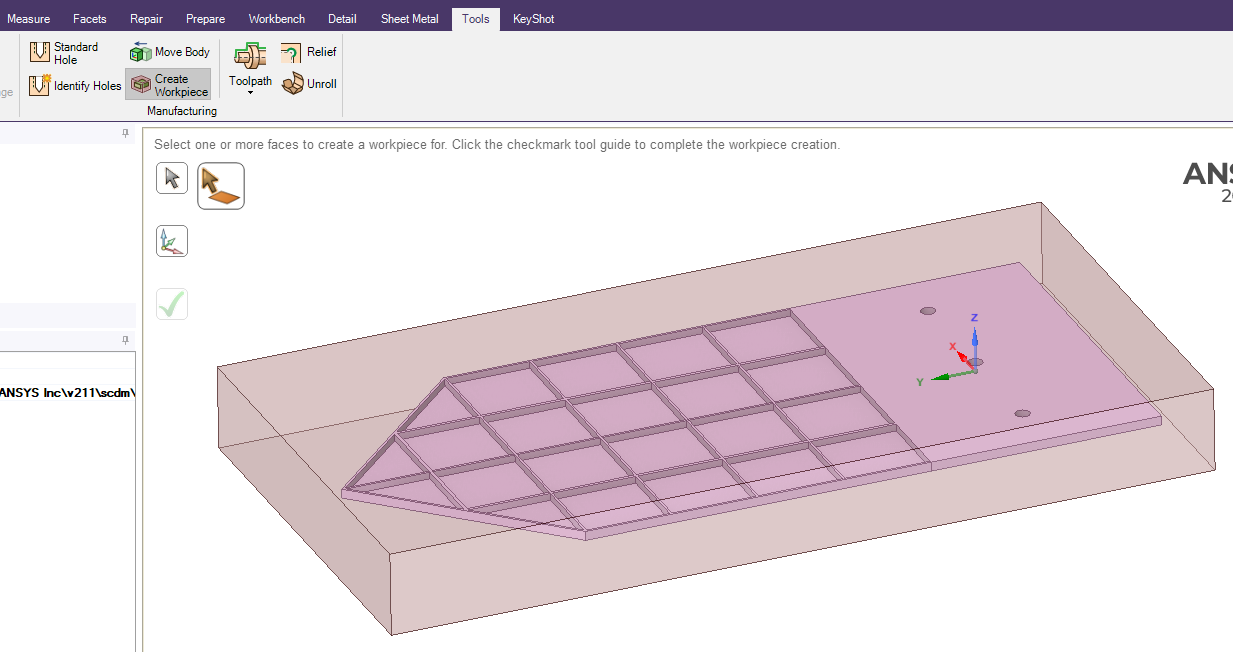 Measure Facets Repair Prepare Workbench Detail Sheet Metal Tools KeyShot
Standard
Hole
Move Body
Toolpath
Relief
ge
Identify Holes
Create
Workpiece
Unroll
Manufacturing
Select one or more faces to create a workpiece for. Click the checkmark tool guide to complete the workpiece creation.
ANS
20
Z
X
Y
ANSYS Inc\v211\scdm\